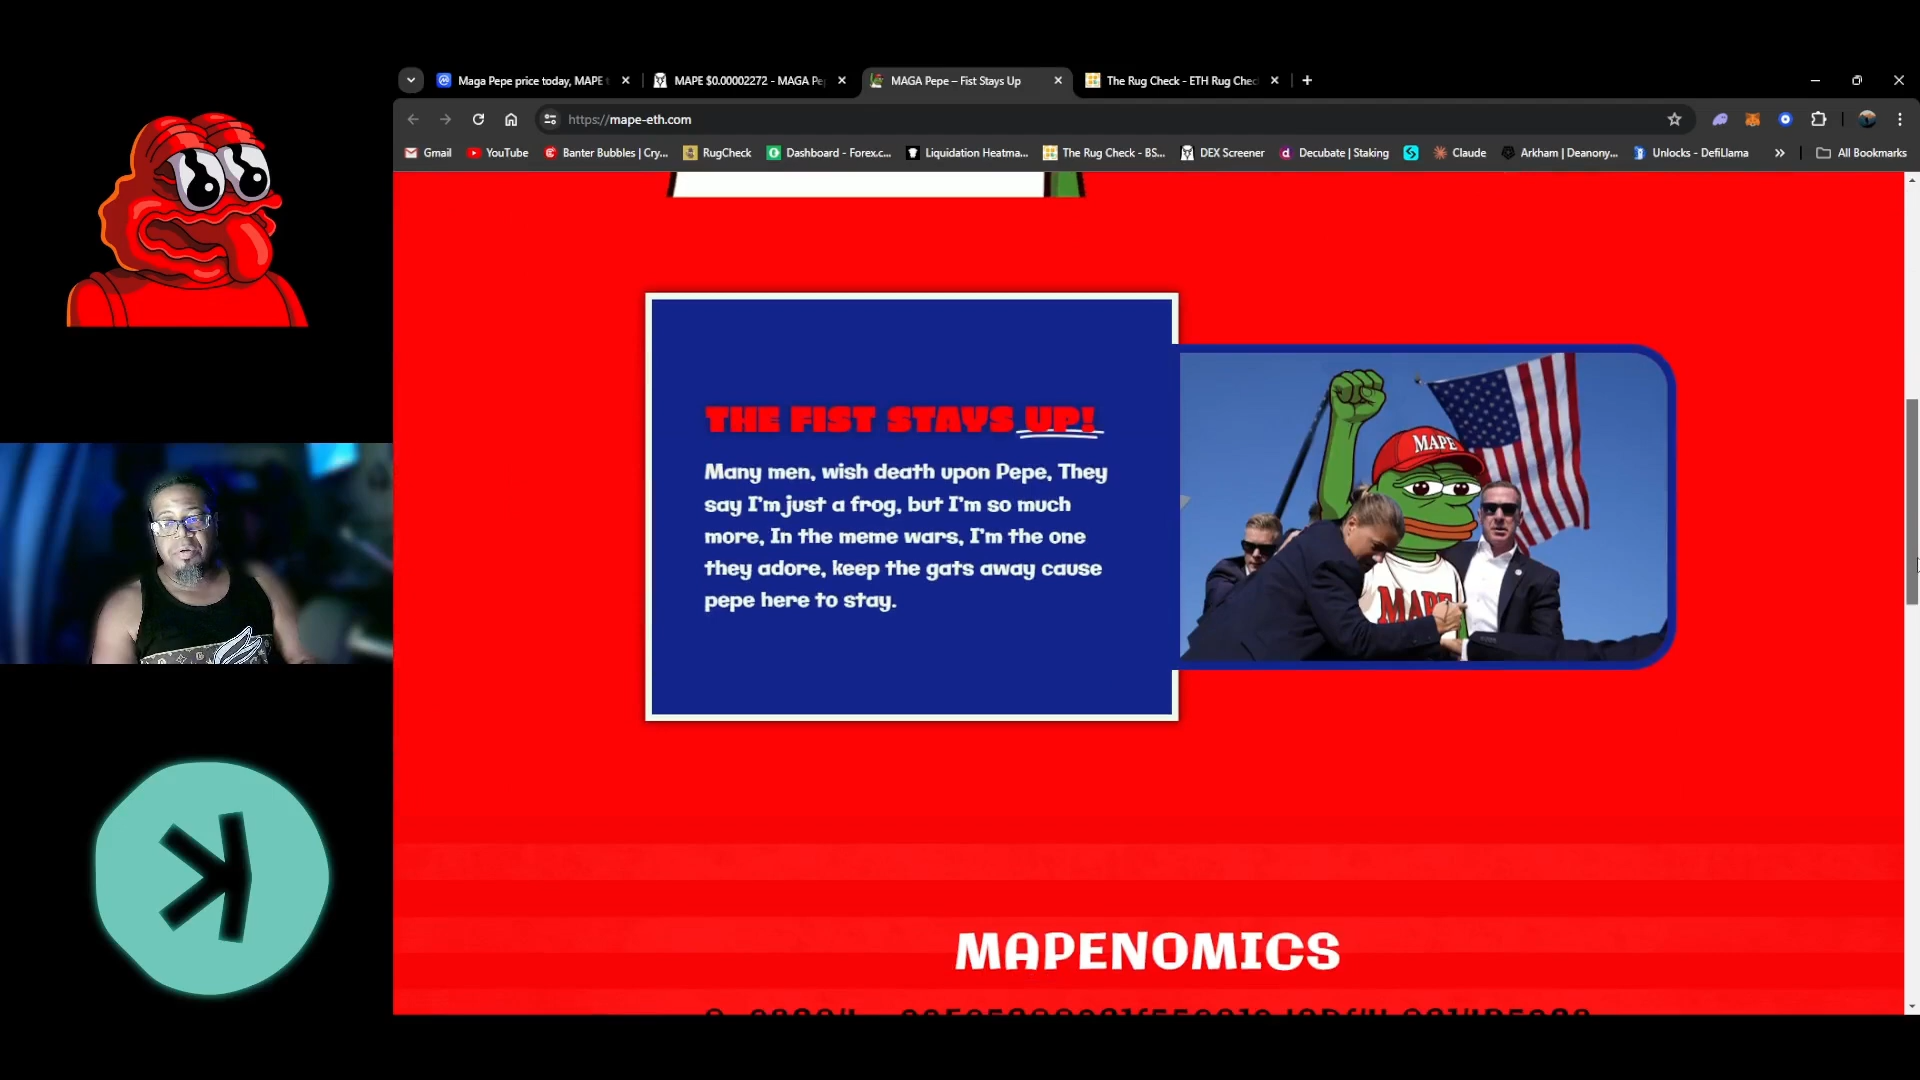 Maga Pepe price today, MAPE
MAPE $0.00002272 - MAGA Pe
MAGA Pepe – Fist Stays Up
The Rug Check - ETH Rug Chec
https://mape-eth.com
Gmail
YouTube
Banter Bubbles | Cry...
RugCheck
Dashboard - Forex.c...
Liquidation Heatma...
The Rug Check - BS...
DEX Screener
Decubate | Staking
Claude
Arkham | Deanony...
Unlocks - DefiLlama
All Bookmarks
THE FIST STAYS UP!
Many men, wish death upon Pepe, They
say I'm just a frog, but I'm so much
more, In the meme wars, I'm the one
they adore, keep the gats away cause
pepe here to stay.
MAPE
MAPE
MAPENOMICS